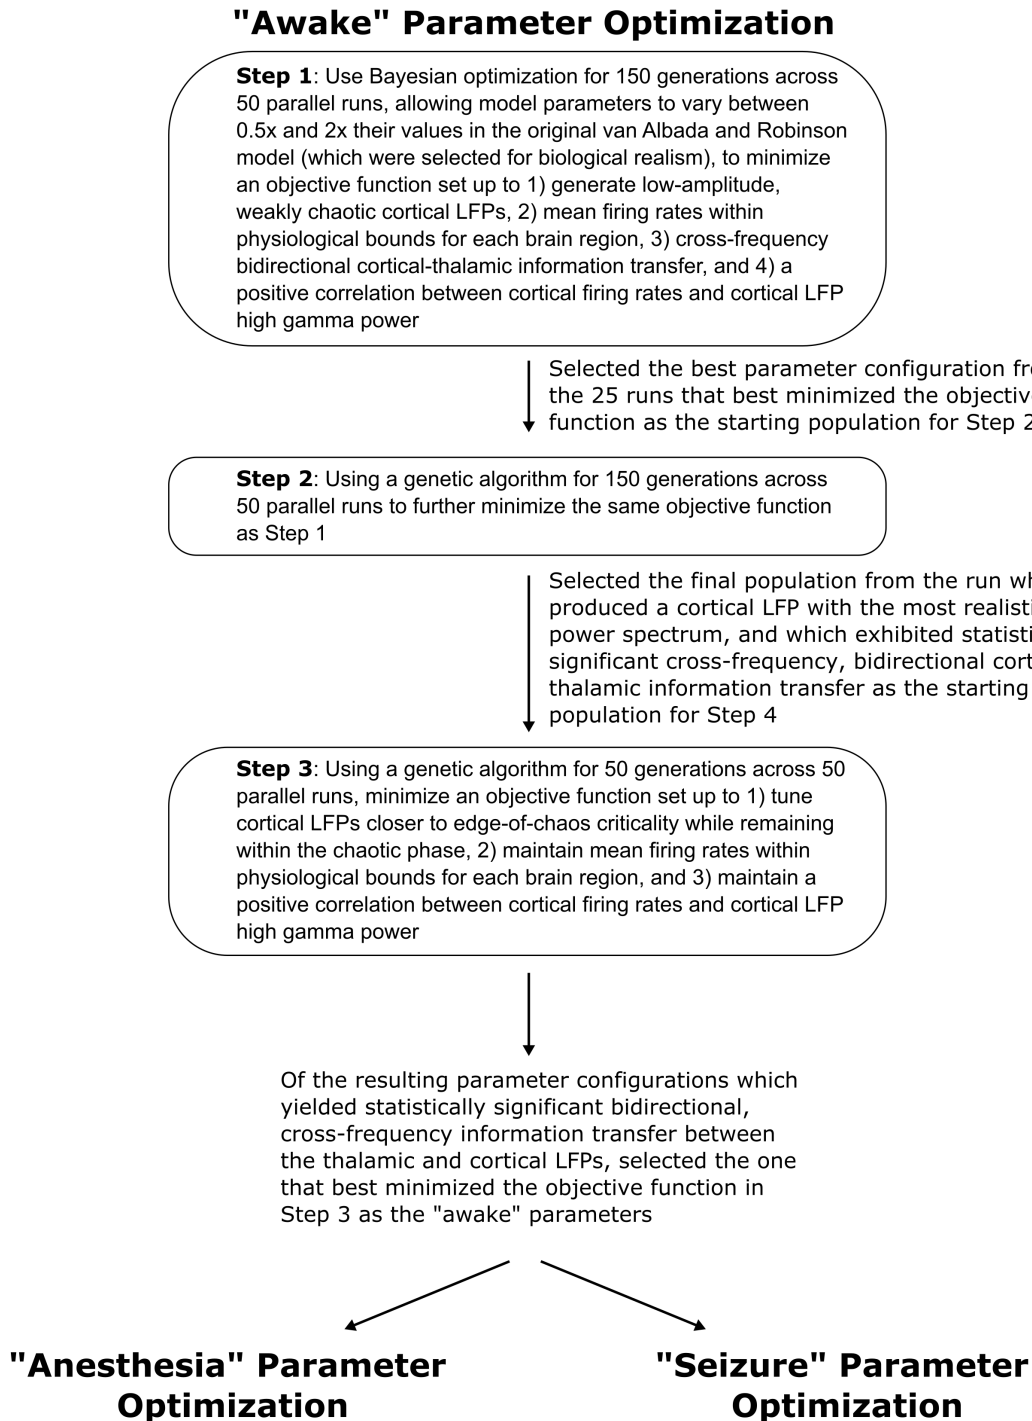 "Awake" Parameter Optimization
Step 1: Use Bayesian optimization for 150 generations across
50 parallel runs, allowing model parameters to vary between
0.5x and 2x their values in the original van Albada and Robinson
model (which were selected for biological realism), to minimize
an objective function set up to 1) generate low-amplitude,
weakly chaotic cortical LFPs, 2) mean firing rates within
physiological bounds for each brain region, 3) cross-frequency
bidirectional cortical-thalamic information transfer, and 4) a
positive correlation between cortical firing rates and cortical LFP
high gamma power
Selected the best parameter configuration
the 25 runs that best minimized the
function as the starting population for Step 2
Step 2: Using a genetic algorithm for 150 generations across
50 parallel runs to further minimize the same objective function
as Step 1
Selected the final population from the run
produced a cortical LFP with the most
power spectrum, and which exhibited
significant cross-frequency, bidirectional
thalamic information transfer as the starting
population for Step 4
Step 3: Using a genetic algorithm for 50 generations across 50
parallel runs, minimize an objective function set up to 1) tune
cortical LFPs closer to edge-of-chaos criticality while remaining
within the chaotic phase, 2) maintain mean firing rates within
physiological bounds for each brain region, and 3) maintain a
positive correlation between cortical firing rates and cortical LFP
high gamma power
Of the resulting parameter configurations which
yielded statistically significant bidirectional,
cross-frequency information transfer between
the thalamic and cortical LFPs, selected the one
that best minimized the objective function in
Step 3 as the "awake" parameters
"Anesthesia" Parameter
Optimization
"Seizure" Parameter
Optimization